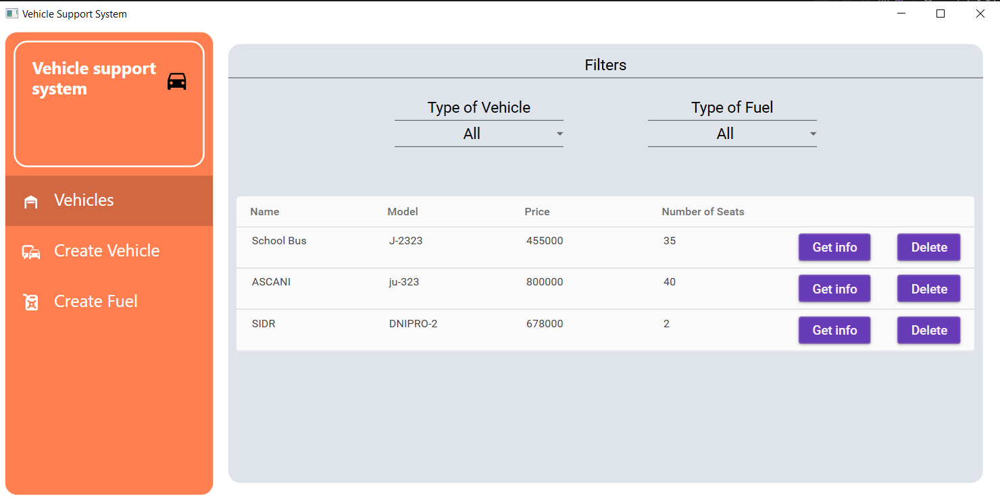 Vehicle Support System
Vehicle support
system
Vehicles
Create Vehicle
Create Fuel
Filters
Type of Vehicle Type of Fuel
All All
Name Model Price Number of Seats
School Bus J-2323 455000 35 Get info Delete
ASCANI ju-323 800000 40 Get info Delete
SIDR DNIPRO-2 678000 2 Get info Delete